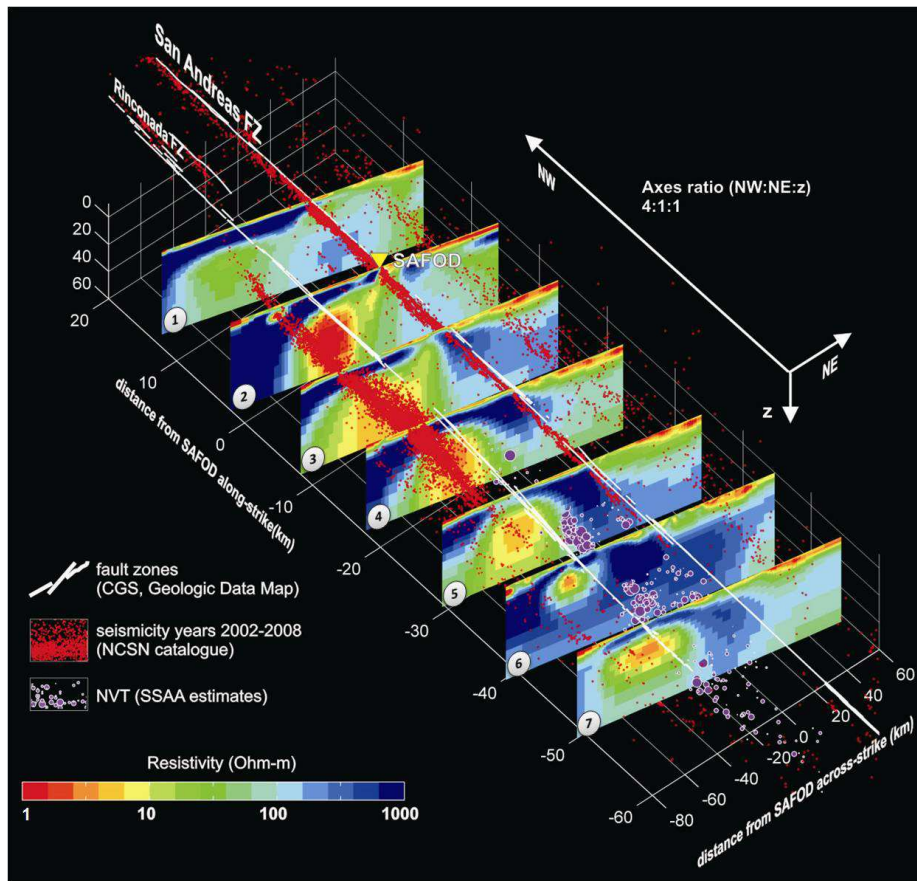 San Andreas FZ
Rinconada FZ
NW
Axes ratio (NW:NE:z)
4:1:1
NE
z
SAFOD
0
20
40
60
20
10
0
-10
-20
-30
-40
-50
-60
distance from SAFOD along-strike(km)
1
2
3
4
5
6
7
60
40
20
0
-20
-40
-60
-80
distance from SAFOD across-strike (km)
fault zones
(CGS, Geologic Data Map)
seismicity years 2002-2008
(NCSN catalogue)
NVT (SSAA estimates)
Resistivity (Ohm-m)
1 10 100 1000